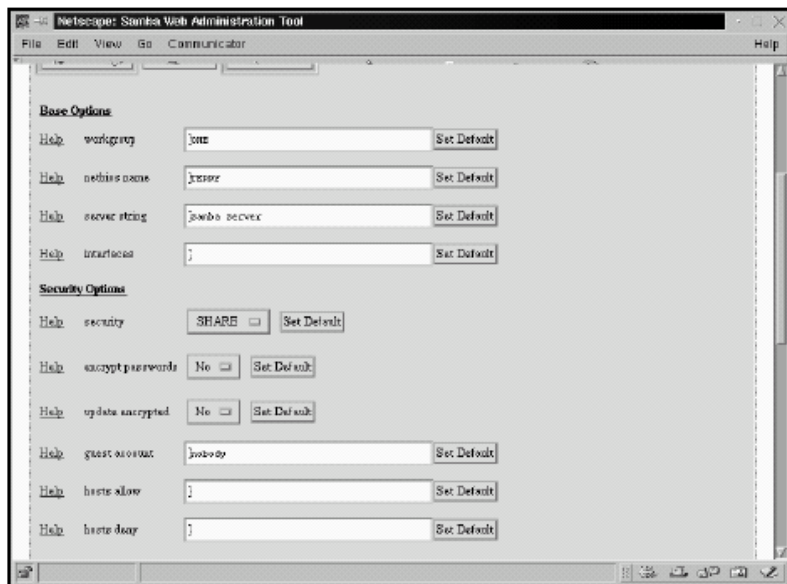 Netscape: Samba Web Administration Tool
File Edit View Go Communicator Help
Base Options
Help workgroup Set Default
Help netbios name Set Default
Help server string samba server Set Default
Help interfaces Set Default
Security Options
Help security SHARE Set Default
Help encrypt passwords No Set Default
Help update encrypted No Set Default
Help guest account nobody Set Default
Help hosts allow Set Default
Help hosts deny Set Default